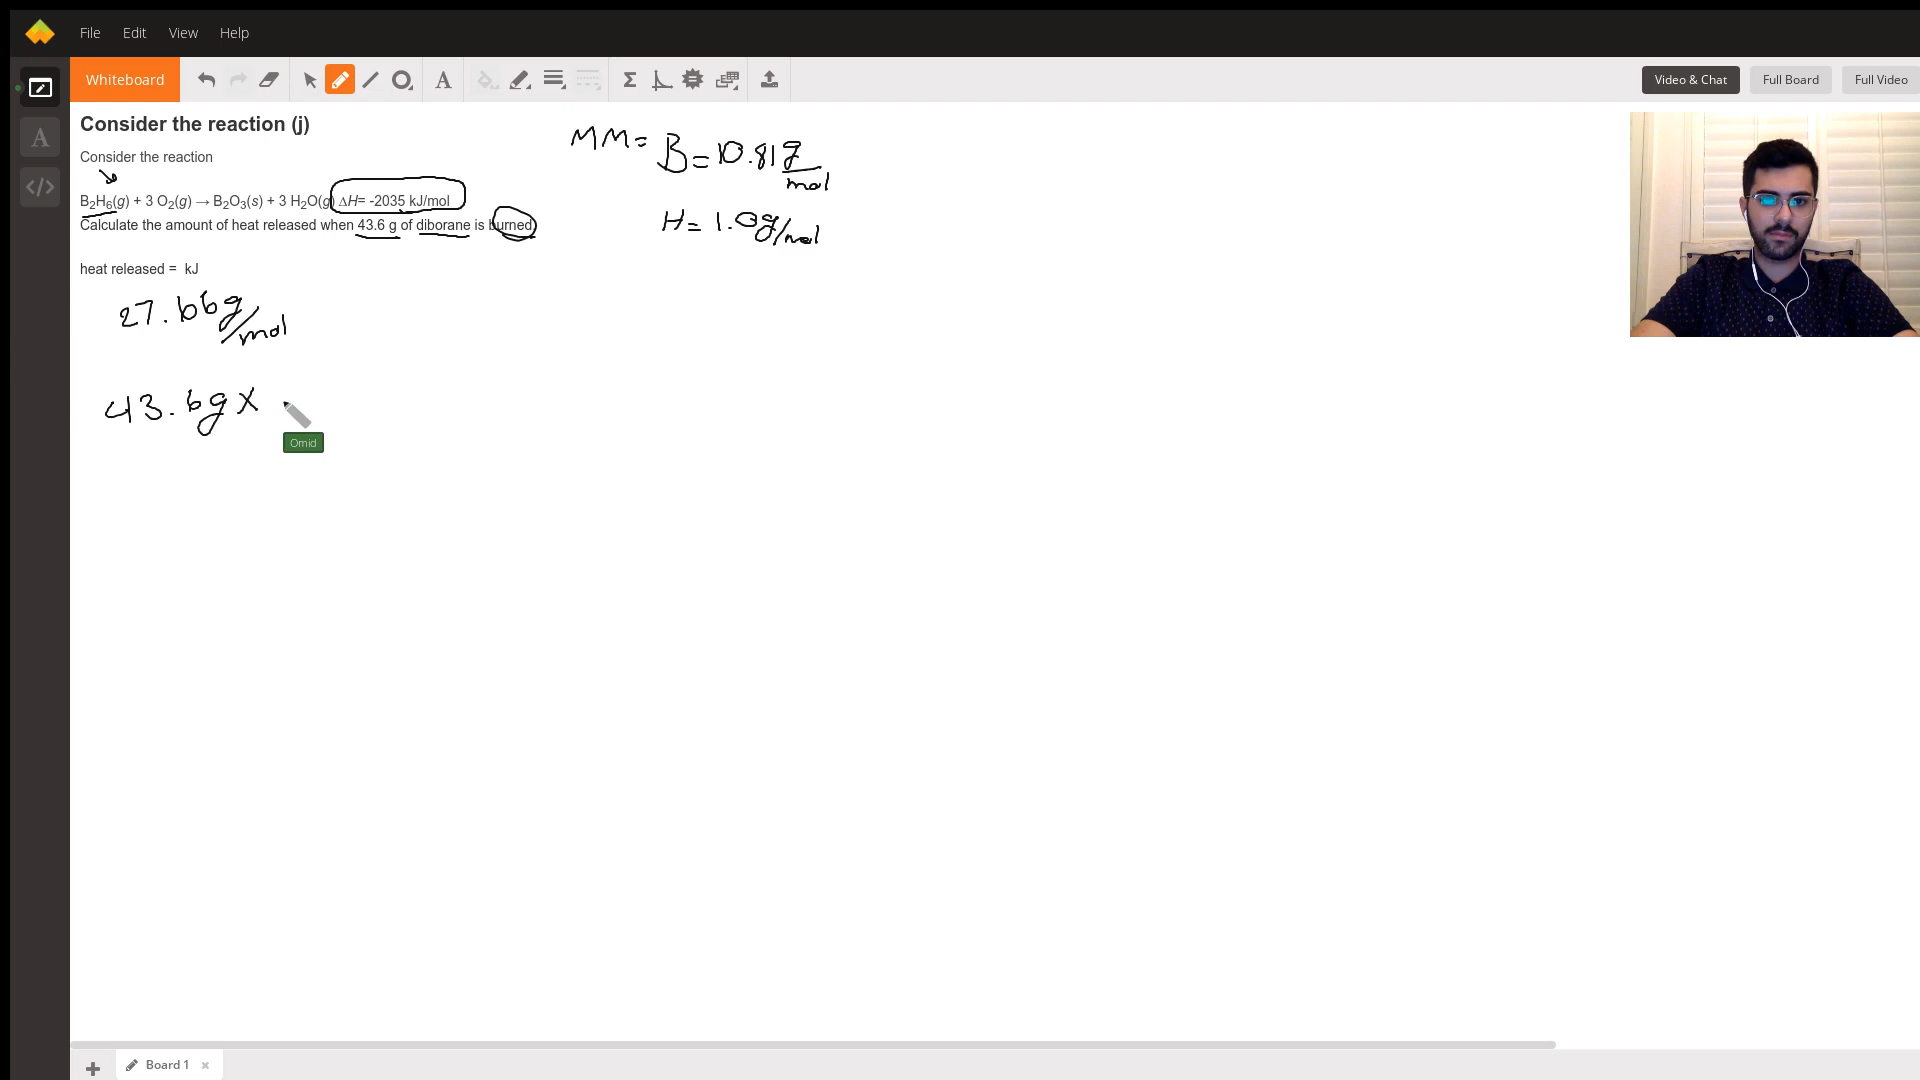 File Edit View Help
Whiteboard A Σ Video & Chat Full Board Full Video
A
</>
Consider the reaction (j)
Consider the reaction
B₂H₆(g) + 3 O₂(g) → B₂O₃(s) + 3 H₂O(g) ΔH= -2035 kJ/mol
Calculate the amount of heat released when 43.6 g of diborane is burned.
heat released = kJ
MM = B = 10.81 g/mol
H = 1.0 g/mol
27.66 g/mol
43.6g x
Omid
+ Board 1 ×